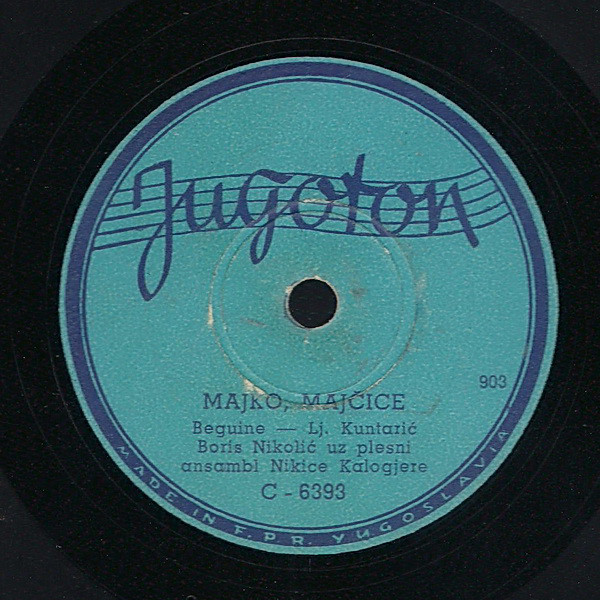 Jugoton
903
MAJKO, MAJČICE
Beguine — Lj. Kuntarić
Boris Nikolić uz plesni
ansambl Nikice Kalogjere
C - 6393
MADE IN F. P. R. YUGOSLAVIA